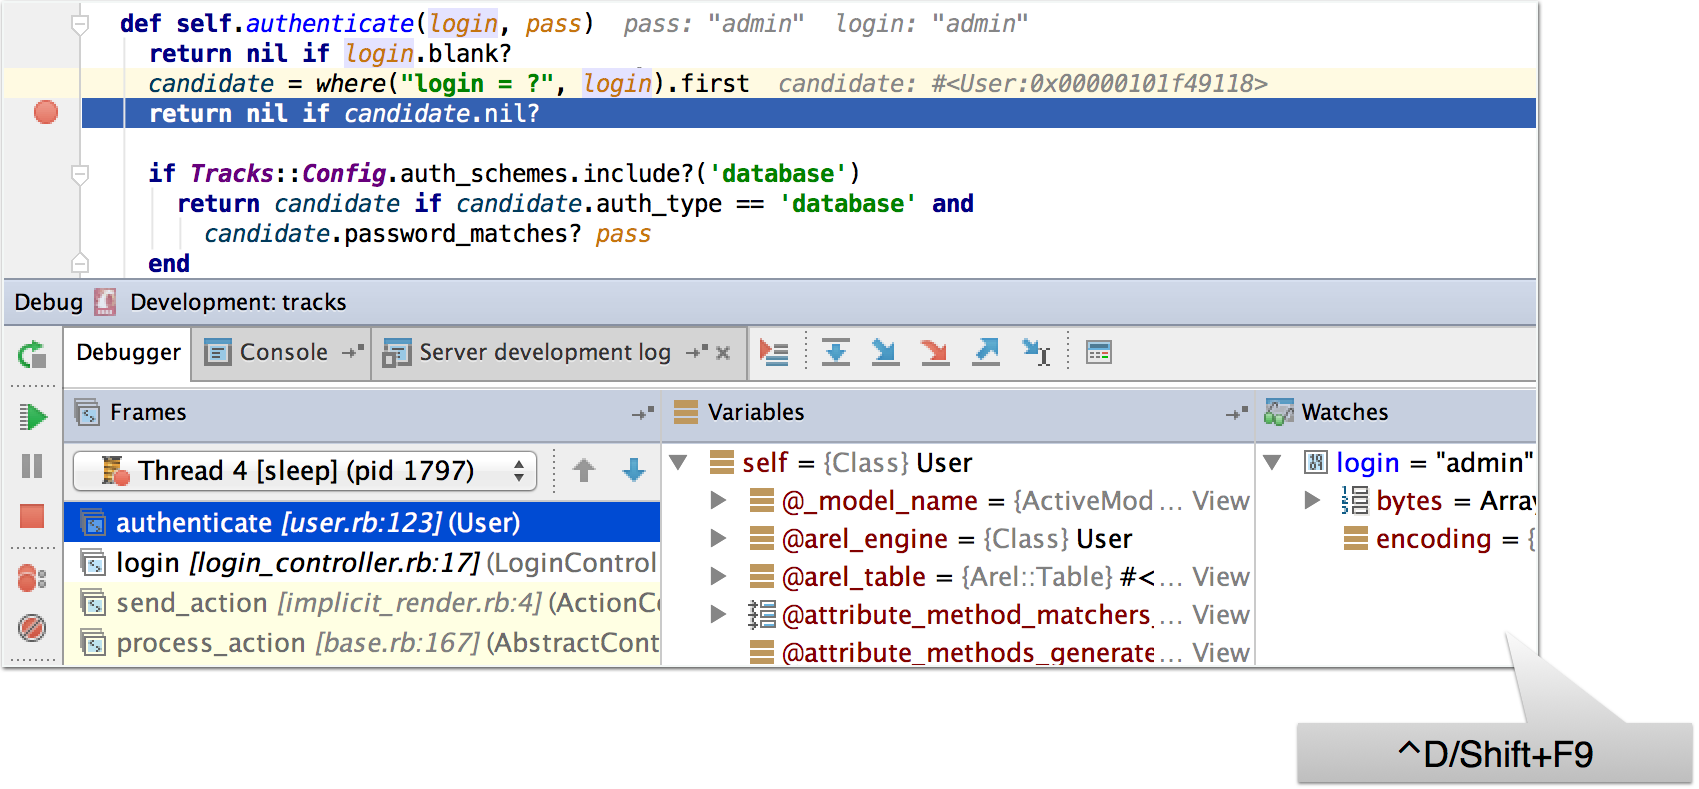 def self.authenticate(login, pass)  pass: "admin"  login: "admin"
return nil if login.blank?
candidate = where("login = ?", login).first  candidate: #<User:0x00000101f49118>
return nil if candidate.nil?
if Tracks::Config.auth_schemes.include?('database')
return candidate if candidate.auth_type == 'database' and
candidate.password_matches? pass
end
Debug Development: tracks
Debugger Console Server development log
Frames Variables Watches
Thread 4 [sleep] (pid 1797)
authenticate [user.rb:123] (User)
login [login_controller.rb:17] (LoginControl
send_action [implicit_render.rb:4] (ActionCo
process_action [base.rb:167] (AbstractCont
self = {Class} User
@_model_name = {ActiveMod... View
@arel_engine = {Class} User
@arel_table = {Arel::Table} #<... View
@attribute_method_matchers... View
@attribute_methods_generate... View
login = "admin"
bytes = Array
encoding = {
^D/Shift+F9